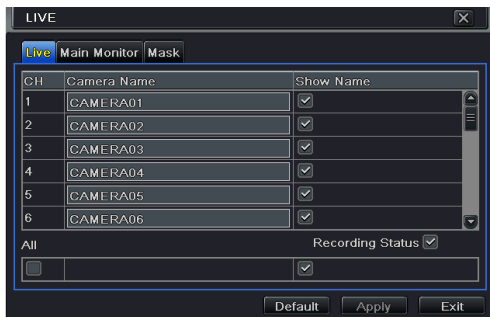 LIVE
Live Main Monitor Mask
CH Camera Name Show Name
1 CAMERA01
2 CAMERA02
3 CAMERA03
4 CAMERA04
5 CAMERA05
6 CAMERA06
All Recording Status
Default Apply Exit